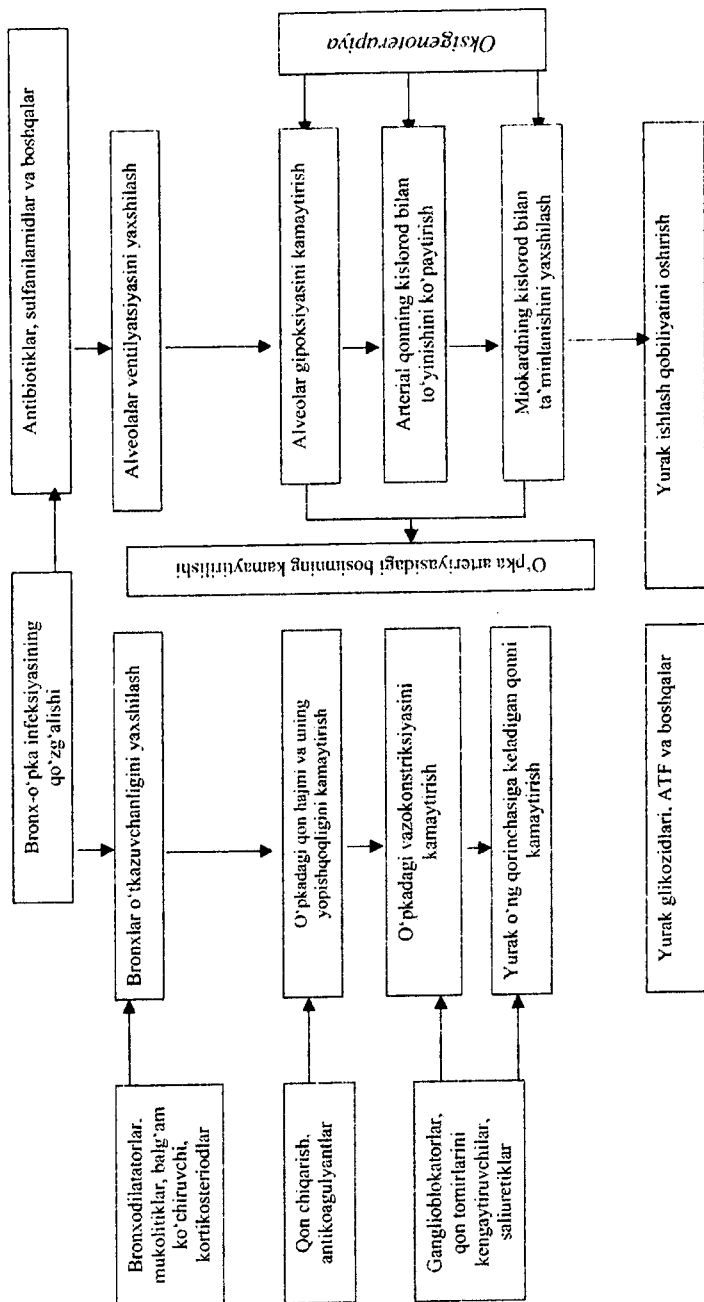 Bronx-o‘pka infeksiyasining
qo‘zg‘alishi
Antibiotiklar, sulfanilamidlar va boshqalar
Bronxodilatatorlar.
mukolitiklar, balg‘am
ko‘chiruvchi,
kortikosteriodlar
Bronxlar o‘tkazuvchanligini yaxshilash
Alveolalar ventilyatsiyasini yaxshilash
Qon chiqarish.
antikoagulyantlar
O‘pkadagi qon hajmi va uning
yopishqoqligini kamaytirish
O‘pka arteriyasidagi bosimning kamaytirilishi
Alveolar gipoksiyasini kamaytirish
Oksigenoterapiya
Ganglioblokatorlar,
qon tomirlarini
kengaytiruvchilar,
saliuretiklar
O‘pkadagi vazokonstriksiyasini
kamaytirish
Arterial qonning kislorod bilan
to‘yinishini ko‘paytirish
Yurak o‘ng qorinchasiga keladigan qonni
kamaytirish
Miokardning kislorod bilan
ta`minlanishini yaxshilash
Yurak glikozidlari. ATF va boshqalar
Yurak ishlash qobiliyatini oshirish